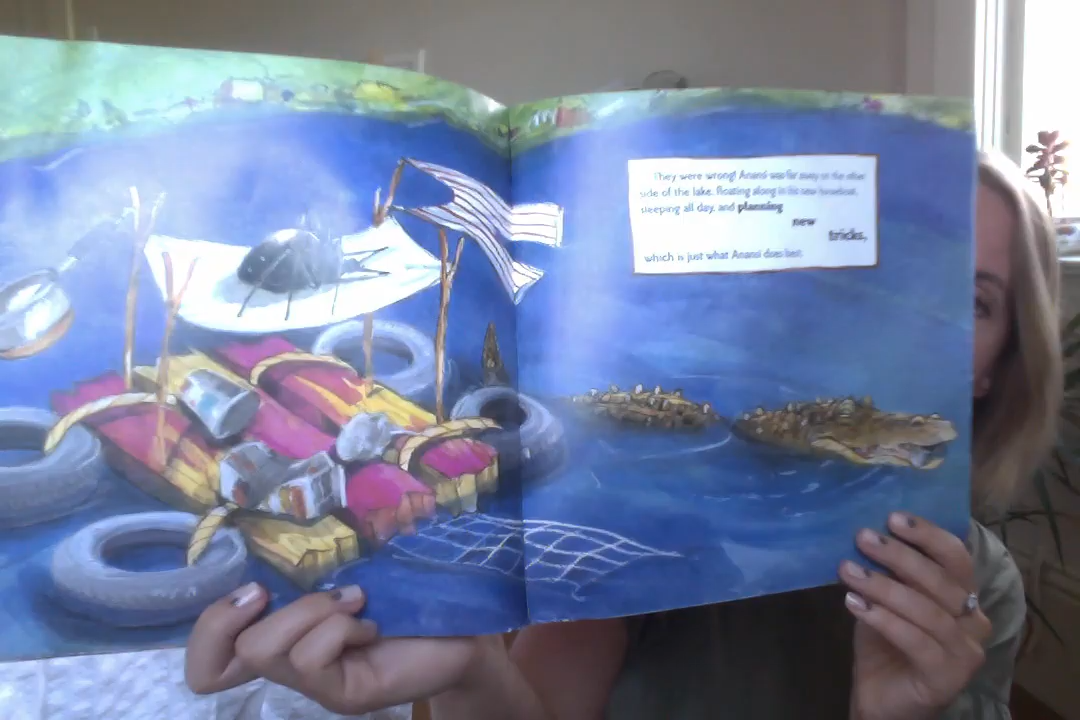 They were wrong! Anansi was far away on the other
side of the lake, floating along in his new houseboat,
sleeping all day, and planning
new
tricks,
which is just what Anansi does best.